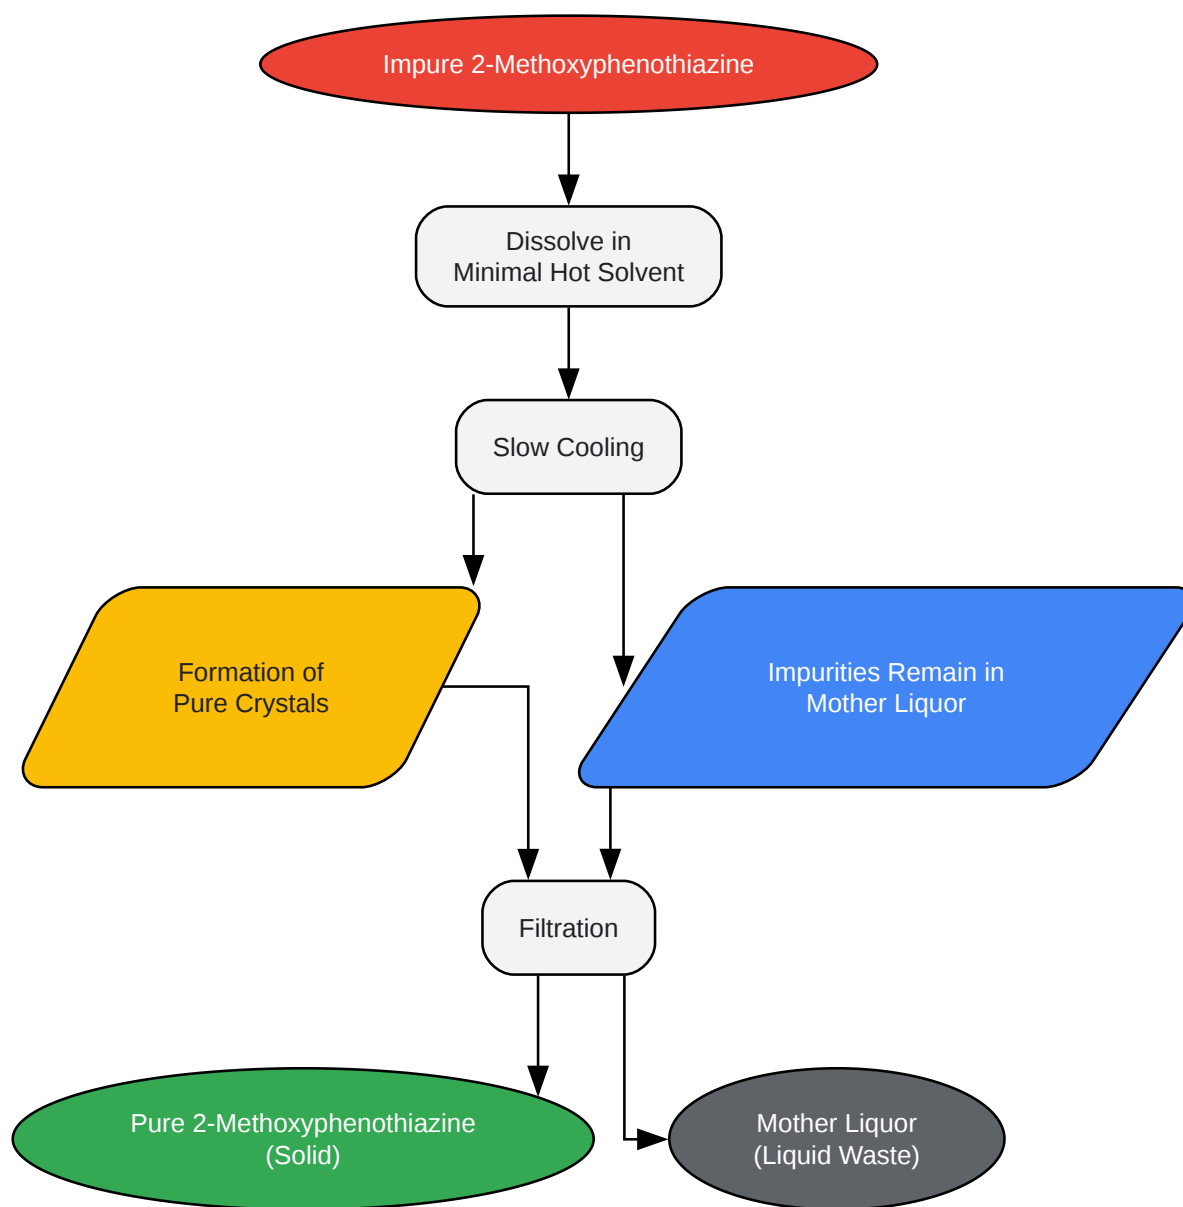 Impure 2-Methoxyphenothiazine
Dissolve in
Minimal Hot Solvent
Slow Cooling
Formation of
Pure Crystals
Impurities Remain in
Mother Liquor
Filtration
Pure 2-Methoxyphenothiazine
(Solid)
Mother Liquor
(Liquid Waste)